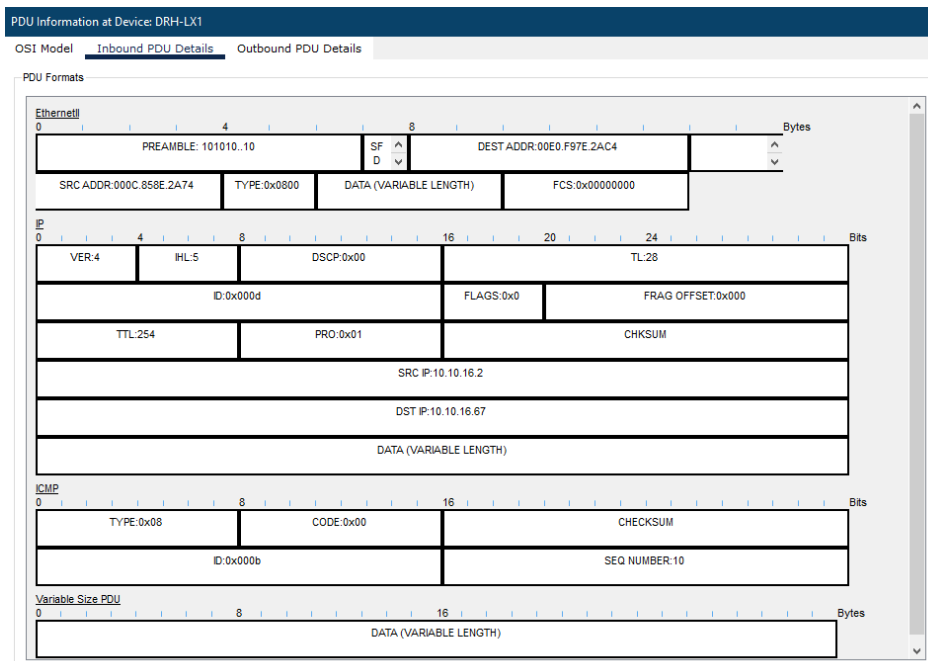 PDU Information at Device: DRH-LX1
OSI Model Inbound PDU Details Outbound PDU Details
PDU Formats
EthernetII
0 4 8 Bytes
PREAMBLE: 101010..10 SF D DEST ADDR:00E0.F97E.2AC4
SRC ADDR:000C.858E.2A74 TYPE:0x0800 DATA (VARIABLE LENGTH) FCS:0x00000000
IP
0 4 8 16 20 24 Bits
VER:4 IHL:5 DSCP:0x00 TL:28
ID:0x000d FLAGS:0x0 FRAG OFFSET:0x000
TTL:254 PRO:0x01 CHKSUM
SRC IP:10.10.16.2
DST IP:10.10.16.67
DATA (VARIABLE LENGTH)
ICMP
0 8 16 Bits
TYPE:0x08 CODE:0x00 CHECKSUM
ID:0x000b SEQ NUMBER:10
Variable Size PDU
0 8 16 Bytes
DATA (VARIABLE LENGTH)